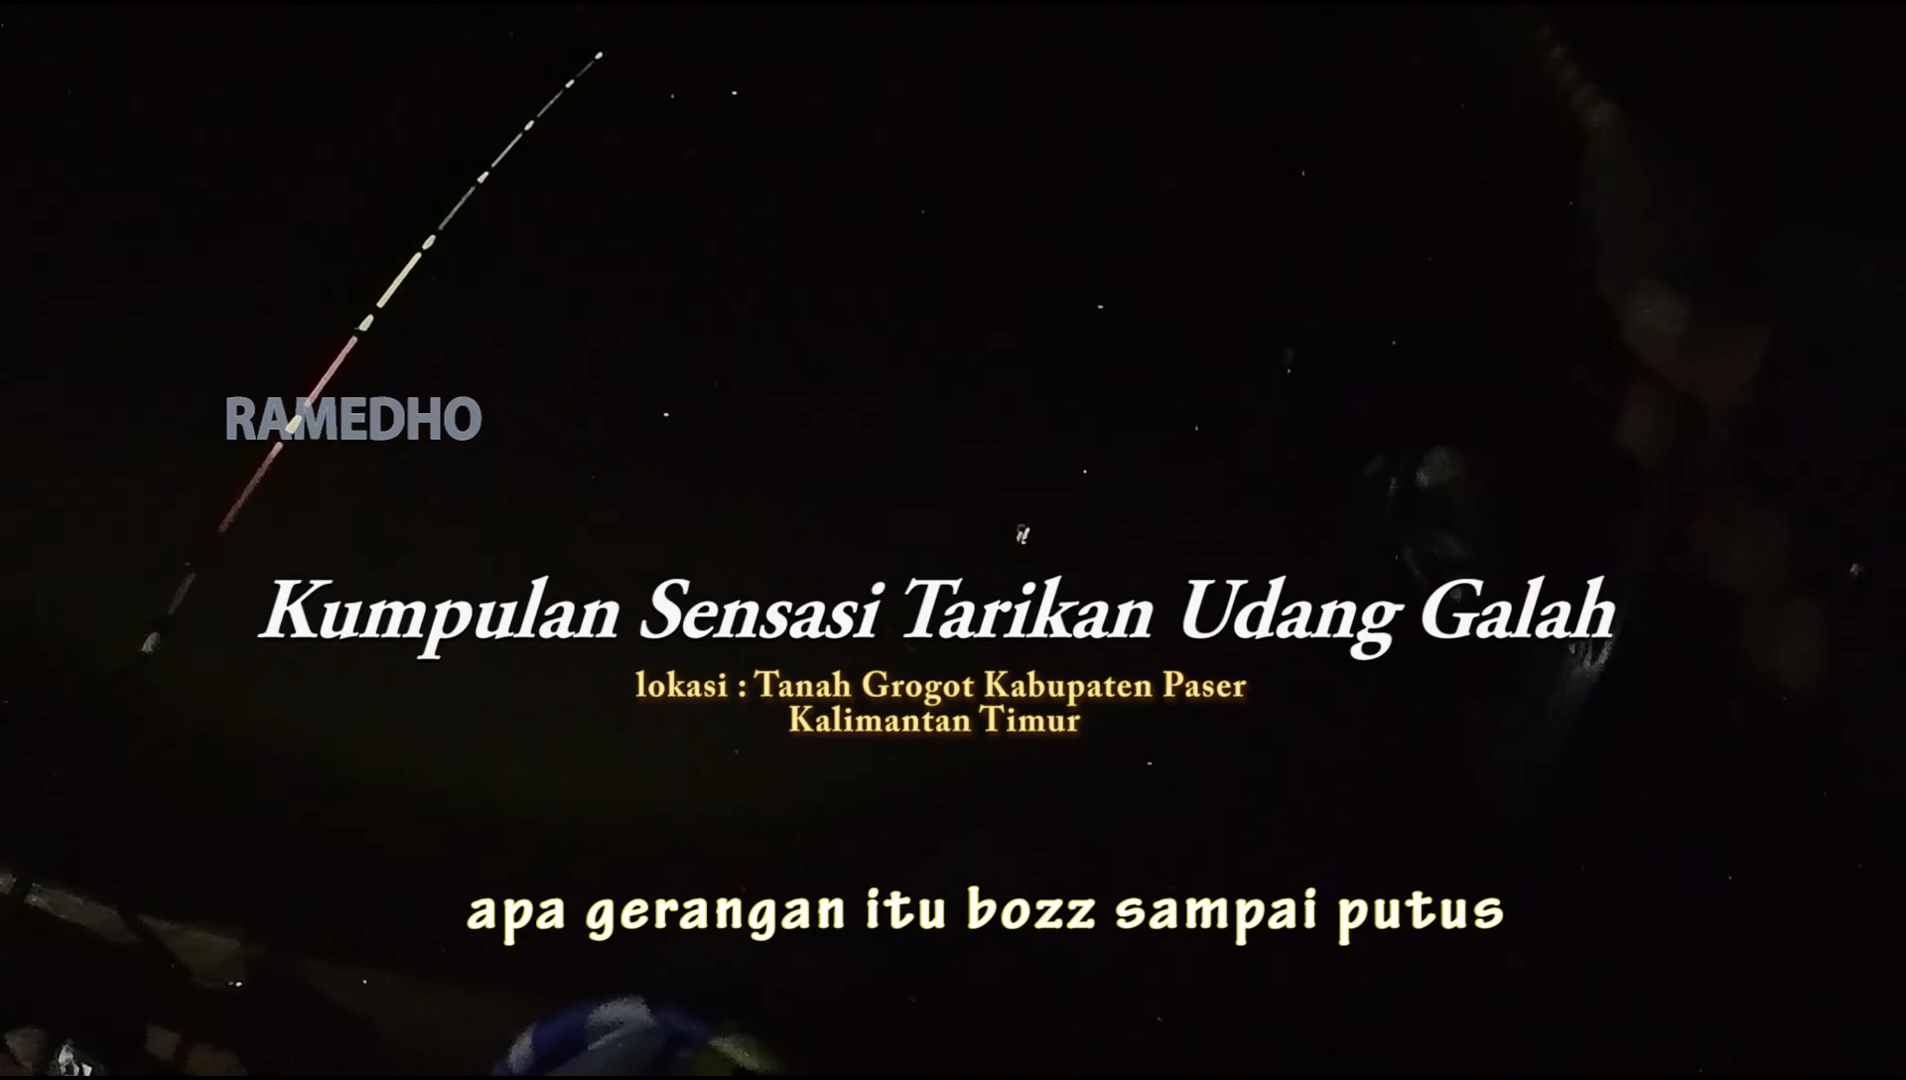 RAMEDHO
Kumpulan Sensasi Tarikan Udang Galah
lokasi : Tanah Grogot Kabupaten Paser
Kalimantan Timur
apa gerangan itu bozz sampai putus